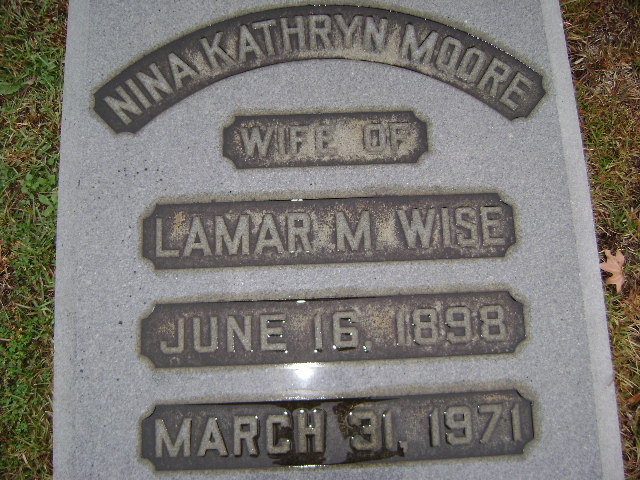 NINA KATHRYN MOORE
WIFE OF
LAMAR M WISE
JUNE 16, 1898
MARCH 31, 1971